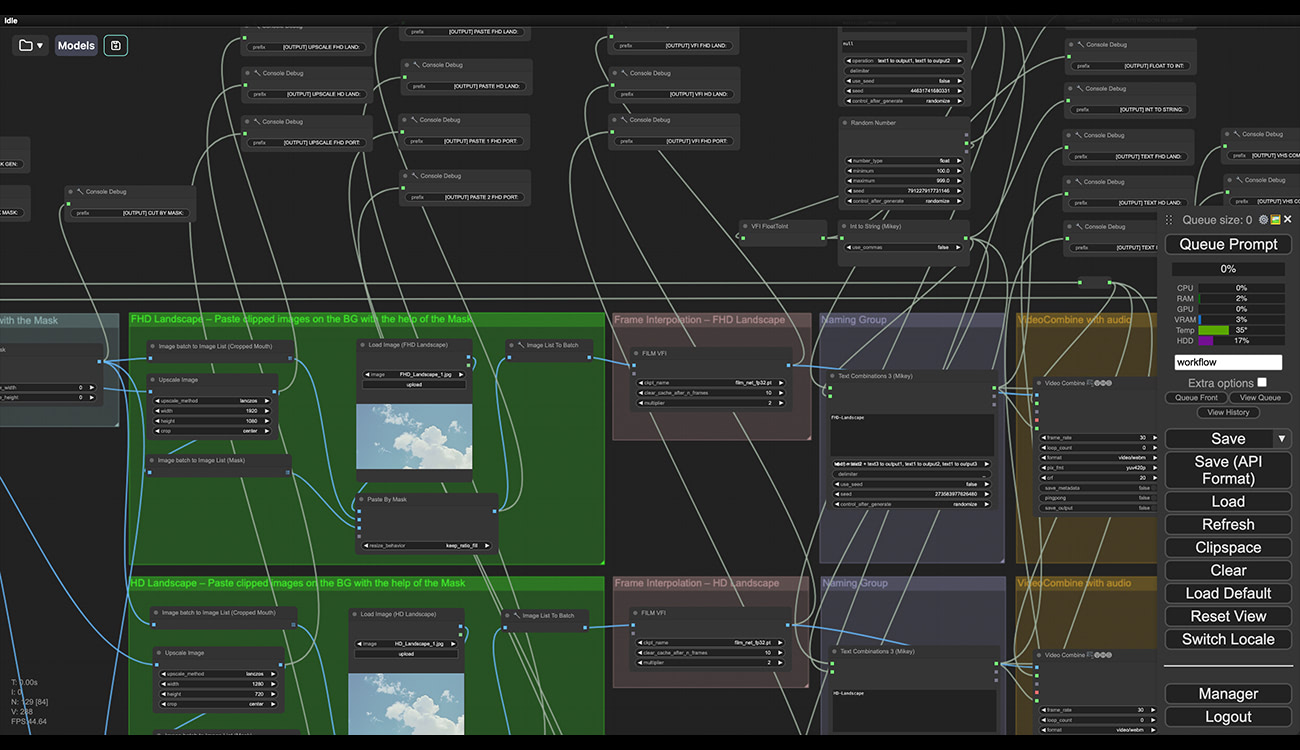 Idle
Models
[OUTPUT] UPSCALE FHD LAND:
Console Debug
prefix [OUTPUT] UPSCALE HD LAND:
Console Debug
prefix [OUTPUT] UPSCALE FHD PORT:
prefix [OUTPUT] PASTE FHD LAND:
Console Debug
prefix [OUTPUT] PASTE HD LAND:
Console Debug
prefix [OUTPUT] PASTE 1 FHD PORT:
Console Debug
prefix [OUTPUT] PASTE 2 FHD PORT:
prefix [OUTPUT] VFI FHD LAND:
Console Debug
prefix [OUTPUT] VFI HD LAND:
Console Debug
prefix [OUTPUT] VFI FHD PORT:
Console Debug
prefix [OUTPUT] CUT BY MASK:
K GEN:
MASK:
null
operation text1 to output1, text1 to output2
delimiter
use_seed false
seed 44631741680331
control_after_generate randomize
Random Number
number_type float
minimum 100.0
maximum 999.0
seed 791227917731146
control_after_generate randomize
VFI FloatToInt
Int to String (Mikey)
use_commas false
Console Debug
prefix [OUTPUT] FLOAT TO INT:
Console Debug
prefix [OUTPUT] INT TO STRING:
Console Debug
prefix [OUTPUT] TEXT FHD LAND:
Console Debug
prefix [OUTPUT] TEXT HD LAND:
Console Debug
prefix [OUTPUT] TEXT
Console Debug
prefix [OUTPUT] VHS COM
Console Debug
prefix [OUTPUT] VHS CO
Queue size: 0
Queue Prompt
0%
CPU 0%
RAM 2%
GPU 0%
VRAM 3%
Temp 35°
HDD 17%
workflow
Extra options
Queue Front View Queue
View History
Save
Save (API Format)
Load
Refresh
Clipspace
Clear
Load Default
Reset View
Switch Locale
Manager
Logout
with the Mask
width 0
height 0
FHD Landscape – Paste clipped images on the BG with the help of the Mask
Image batch to Image List (Cropped Mouth)
Upscale Image
upscale_method lanczos
width 1920
height 1080
crop center
Image batch to Image List (Mask)
Load Image (FHD Landscape)
image FHD_Landscape_1.jpg
upload
Paste By Mask
resize_behavior keep_ratio_fill
Image List To Batch
Frame Interpolation – FHD Landscape
FILM VFI
ckpt_name film_net_fp32.pt
clear_cache_after_n_frames 10
multiplier 2
Naming Group
Text Combinations 3 (Mikey)
FHD-Landscape
delimiter
use_seed false
seed 273583977626480
control_after_generate randomize
VideoCombine with audio
Video Combine
frame_rate 30
loop_count 0
format video/webm
pix_fmt yuv420p
crf 20
save_metadata false
pingpong false
save_output false
HD Landscape – Paste clipped images on the BG with the help of the Mask
Image batch to Image List (Cropped Mouth)
Upscale Image
upscale_method lanczos
width 1280
height 720
crop center
Load Image (HD Landscape)
image HD_Landscape_1.jpg
upload
Image List To Batch
Frame Interpolation – HD Landscape
FILM VFI
ckpt_name film_net_fp32.pt
clear_cache_after_n_frames 10
multiplier 2
Naming Group
Text Combinations 3 (Mikey)
HD-Landscape
VideoCombine with audio
Video Combine
frame_rate 30
loop_count 0
format video/webm
T: 0.00s
I: 0
N: 129 [84]
FPS:44.64